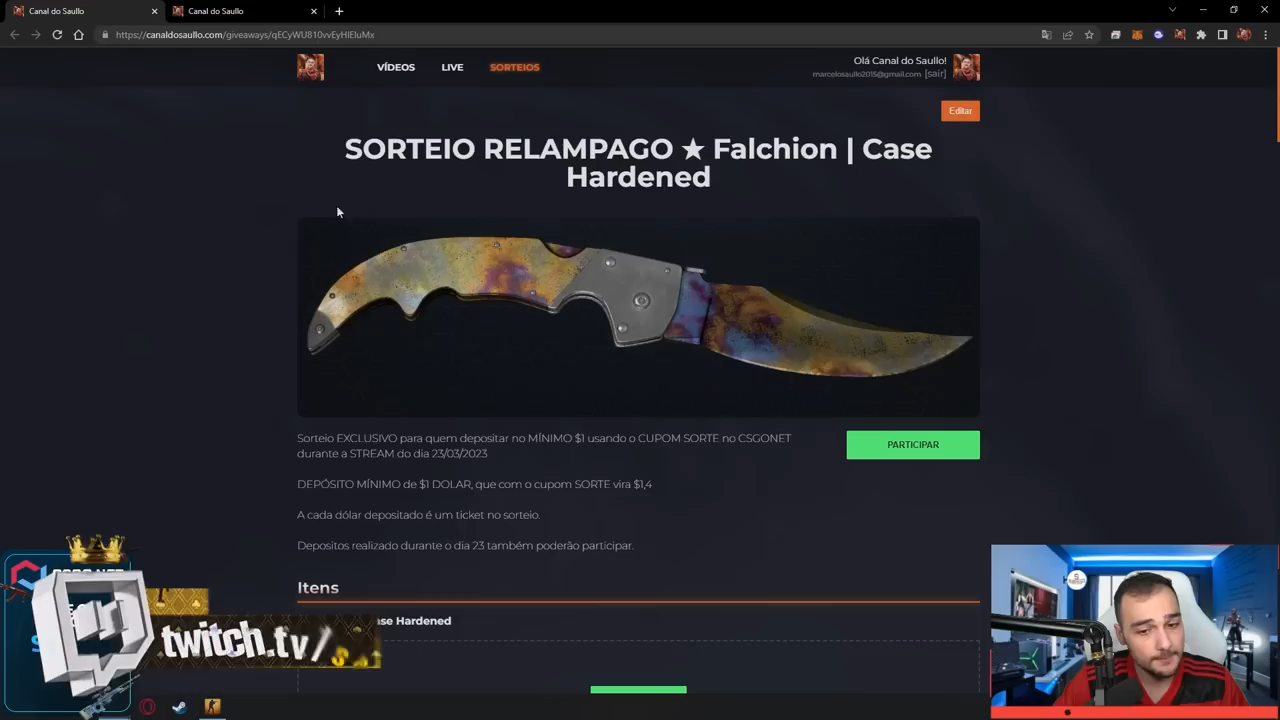 Canal do Saullo
Canal do Saullo
https://canaldosaullo.com/giveaways/qECyWU810vvEyHIEIuMx
VÍDEOS LIVE SORTEIOS
Olá Canal do Saullo!
marcelosaullo2015@gmail.com [sair]
Editar
SORTEIO RELAMPAGO ★ Falchion | Case
Hardened
Sorteio EXCLUSIVO para quem depositar no MÍNIMO $1 usando o CUPOM SORTE no CSGONET
durante a STREAM do dia 23/03/2023
PARTICIPAR
DEPÓSITO MÍNIMO de $1 DOLAR, que com o cupom SORTE vira $1,4
A cada dólar depositado é um ticket no sorteio.
Depositos realizado durante o dia 23 também poderão participar.
Itens
ase Hardened
twitch.tv/